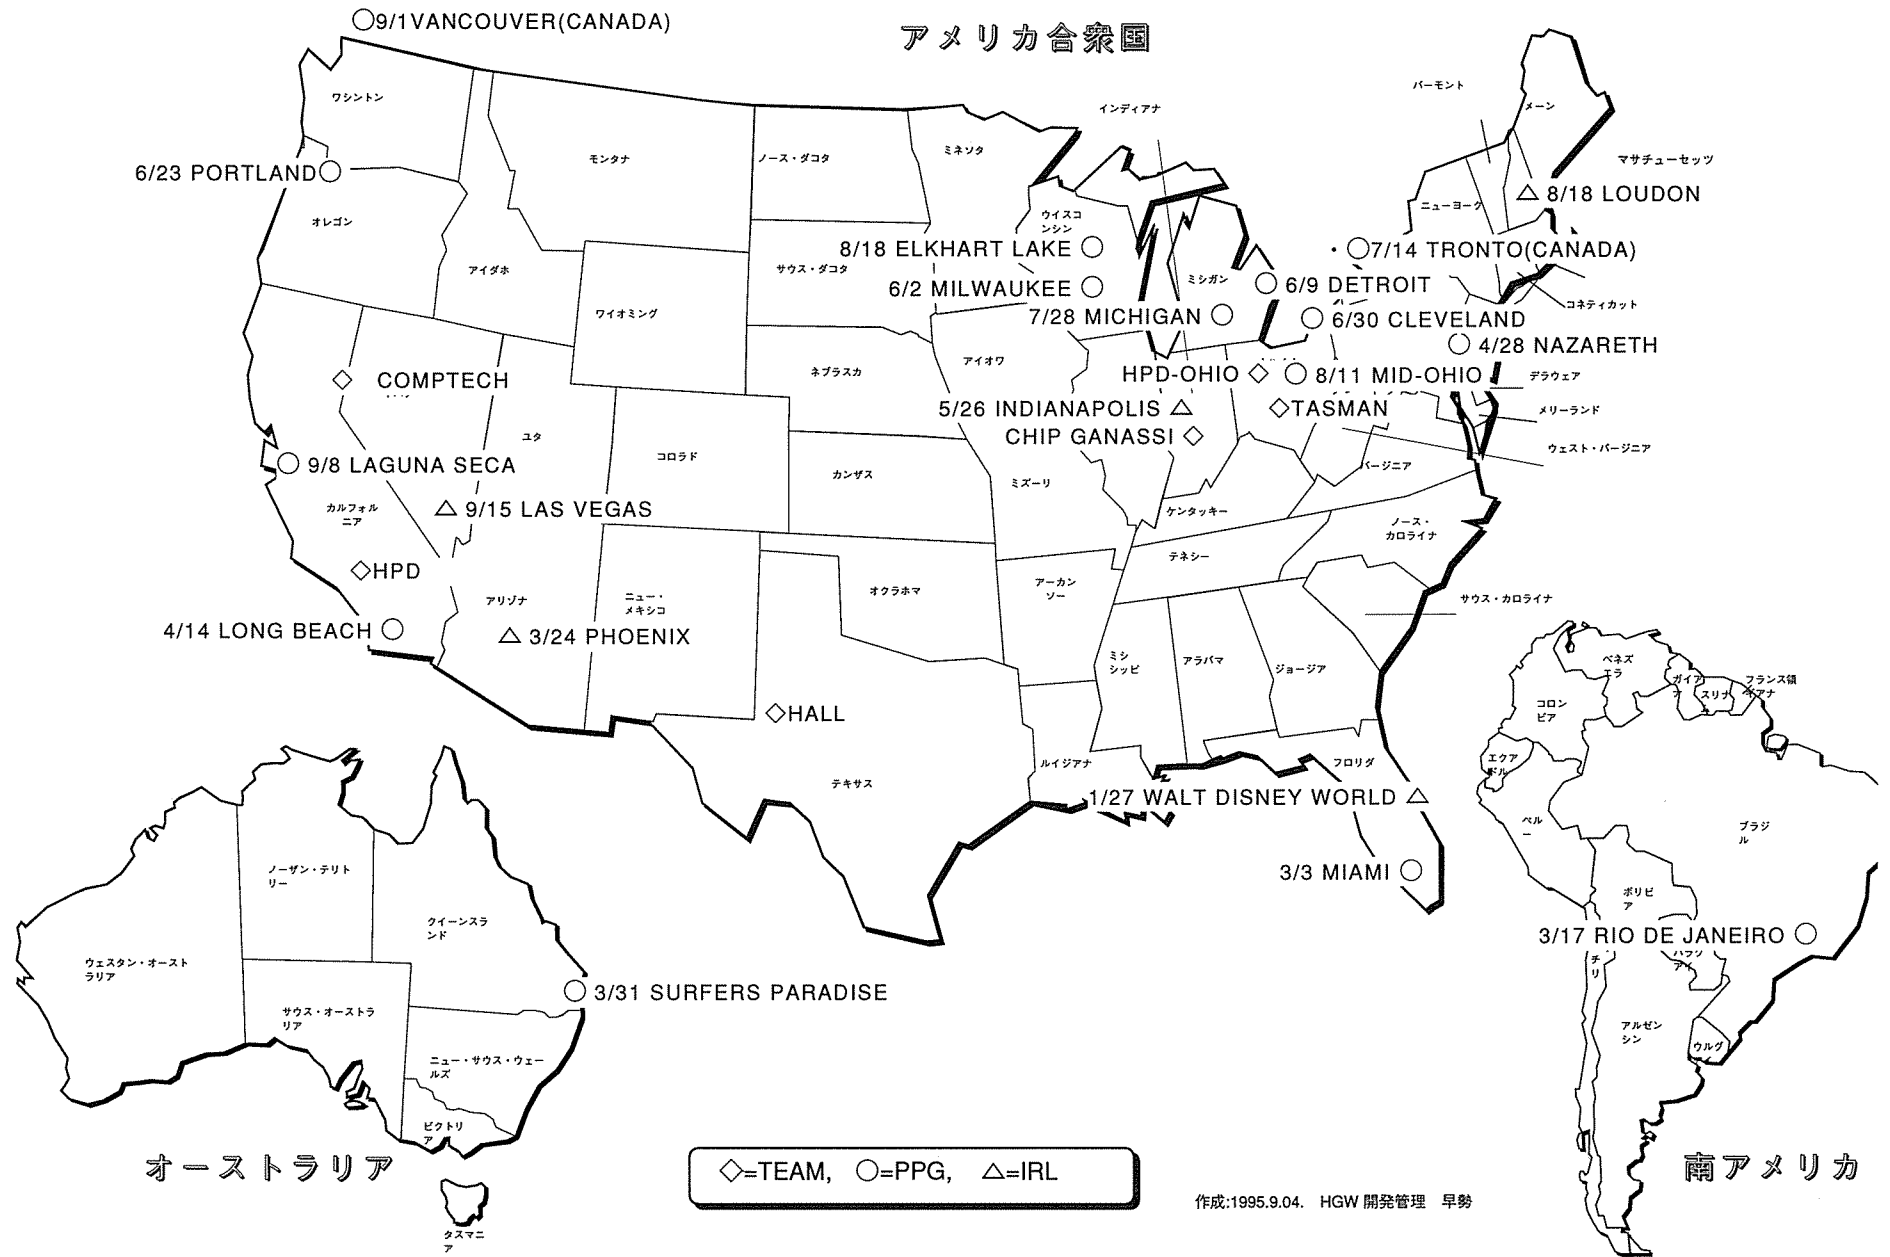 ○9/1VANCOUVER(CANADA)
アメリカ合衆国
ワシントン
6/23 PORTLAND○
オレゴン
アイダホ
モンタナ
ノース・ダコタ
ミネソタ
インディアナ
バーモント
メーン
マサチューセッツ
ニューヨーク
△ 8/18 LOUDON
ウイスコ
ンシン
8/18 ELKHART LAKE ○
・○7/14 TRONTO(CANADA)
サウス・ダコタ
ミシガン
6/2 MILWAUKEE ○
○ 6/9 DETROIT
コネティカット
ワイオミング
7/28 MICHIGAN ○
○ 6/30 CLEVELAND
○ 4/28 NAZARETH
アイオワ
ネブラスカ
◇ COMPTECH
HPD-OHIO ◇
○ 8/11 MID-OHIO
デラウェア
5/26 INDIANAPOLIS △
◇TASMAN
メリーランド
CHIP GANASSI ◇
ウェスト・バージニア
ユタ
コロラド
カンザス
ミズーリ
バージニア
○ 9/8 LAGUNA SECA
カルフォル
ニア
△ 9/15 LAS VEGAS
ケンタッキー
ノース・
カロライナ
テネシー
◇HPD
アリゾナ
ニュー・
メキシコ
オクラホマ
アーカン
ソー
サウス・カロライナ
4/14 LONG BEACH ○
△ 3/24 PHOENIX
ミシ
シッピ
アラバマ
ジョージア
◇HALL
テキサス
ルイジアナ
フロリダ
1/27 WALT DISNEY WORLD △
3/3 MIAMI ○
ベネズ
エラ
ガイア
ナ
スリナ
フランス領
ギアナ
コロン
ビア
エクア
ドル
ペル
ー
ブラジ
ル
ボリビ
ア
3/17 RIO DE JANEIRO ○
パラグ
アイ
チ
リ
アルゼン
シン
ウルグ
南アメリカ
ノーザン・テリト
リー
クイーンスラ
ンド
ウェスタン・オースト
ラリア
○ 3/31 SURFERS PARADISE
サウス・オーストラ
リア
ニュー・サウス・ウェー
ルズ
ビクトリ
ア
オーストラリア
タスマニ
ア
◇=TEAM, ○=PPG, △=IRL
作成:1995.9.04. HGW 開発管理 早勢